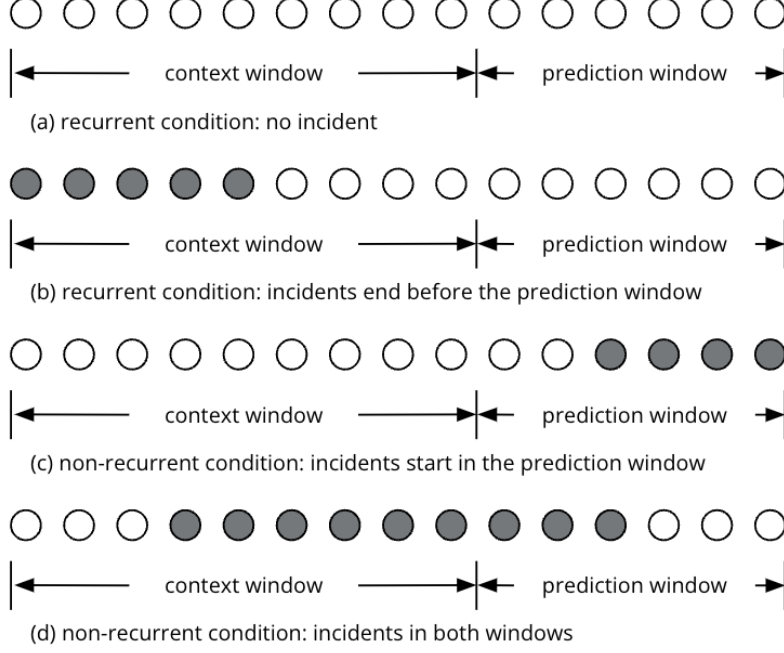 context window prediction window
(a) recurrent condition: no incident
context window prediction window
(b) recurrent condition: incidents end before the prediction window
context window prediction window
(c) non-recurrent condition: incidents start in the prediction window
context window prediction window
(d) non-recurrent condition: incidents in both windows